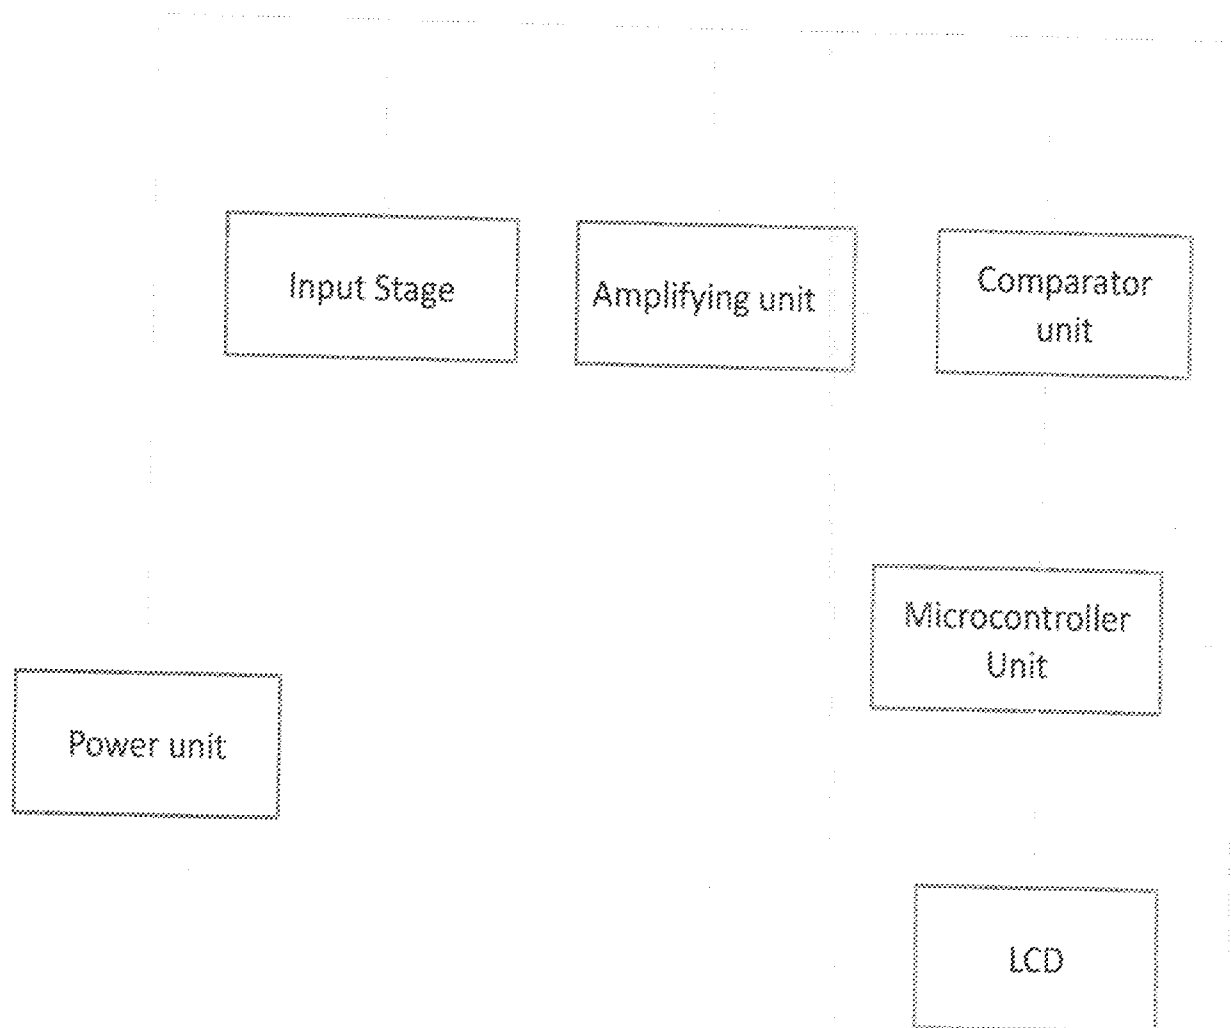 Input Stage
Amplifying unit
Comparator
unit
Microcontroller
Unit
Power unit
LCD